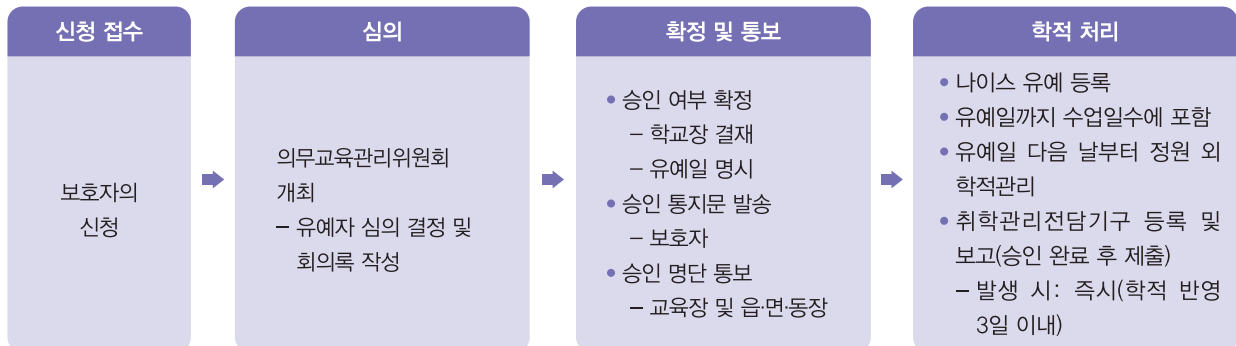 신청 접수
보호자의
신청
심의
의무교육관리위원회
개최
– 유예자 심의 결정 및
회의록 작성
확정 및 통보
• 승인 여부 확정
– 학교장 결재
– 유예일 명시
• 승인 통지문 발송
– 보호자
• 승인 명단 통보
– 교육장 및 읍·면·동장
학적 처리
• 나이스 유예 등록
• 유예일까지 수업일수에 포함
• 유예일 다음 날부터 정원 외
학적관리
• 취학관리전담기구 등록 및
보고(승인 완료 후 제출)
– 발생 시: 즉시(학적 반영
3일 이내)